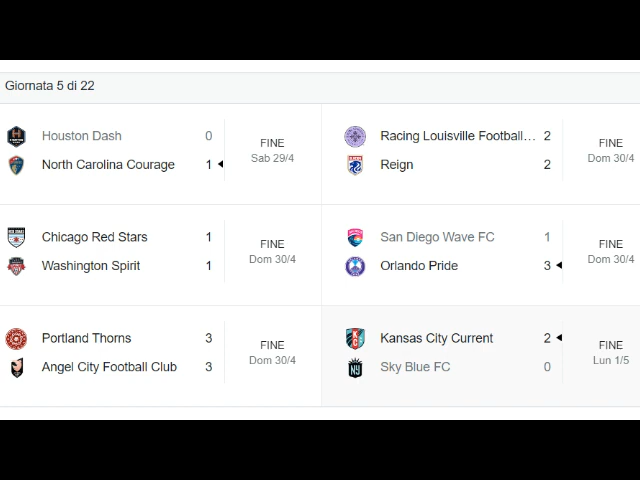 Giornata 5 di 22
Houston Dash 0
North Carolina Courage 1
FINE
Sab 29/4
Racing Louisville Football... 2
Reign 2
FINE
Dom 30/4
Chicago Red Stars 1
Washington Spirit 1
FINE
Dom 30/4
San Diego Wave FC 1
Orlando Pride 3
FINE
Dom 30/4
Portland Thorns 3
Angel City Football Club 3
FINE
Dom 30/4
Kansas City Current 2
Sky Blue FC 0
FINE
Lun 1/5